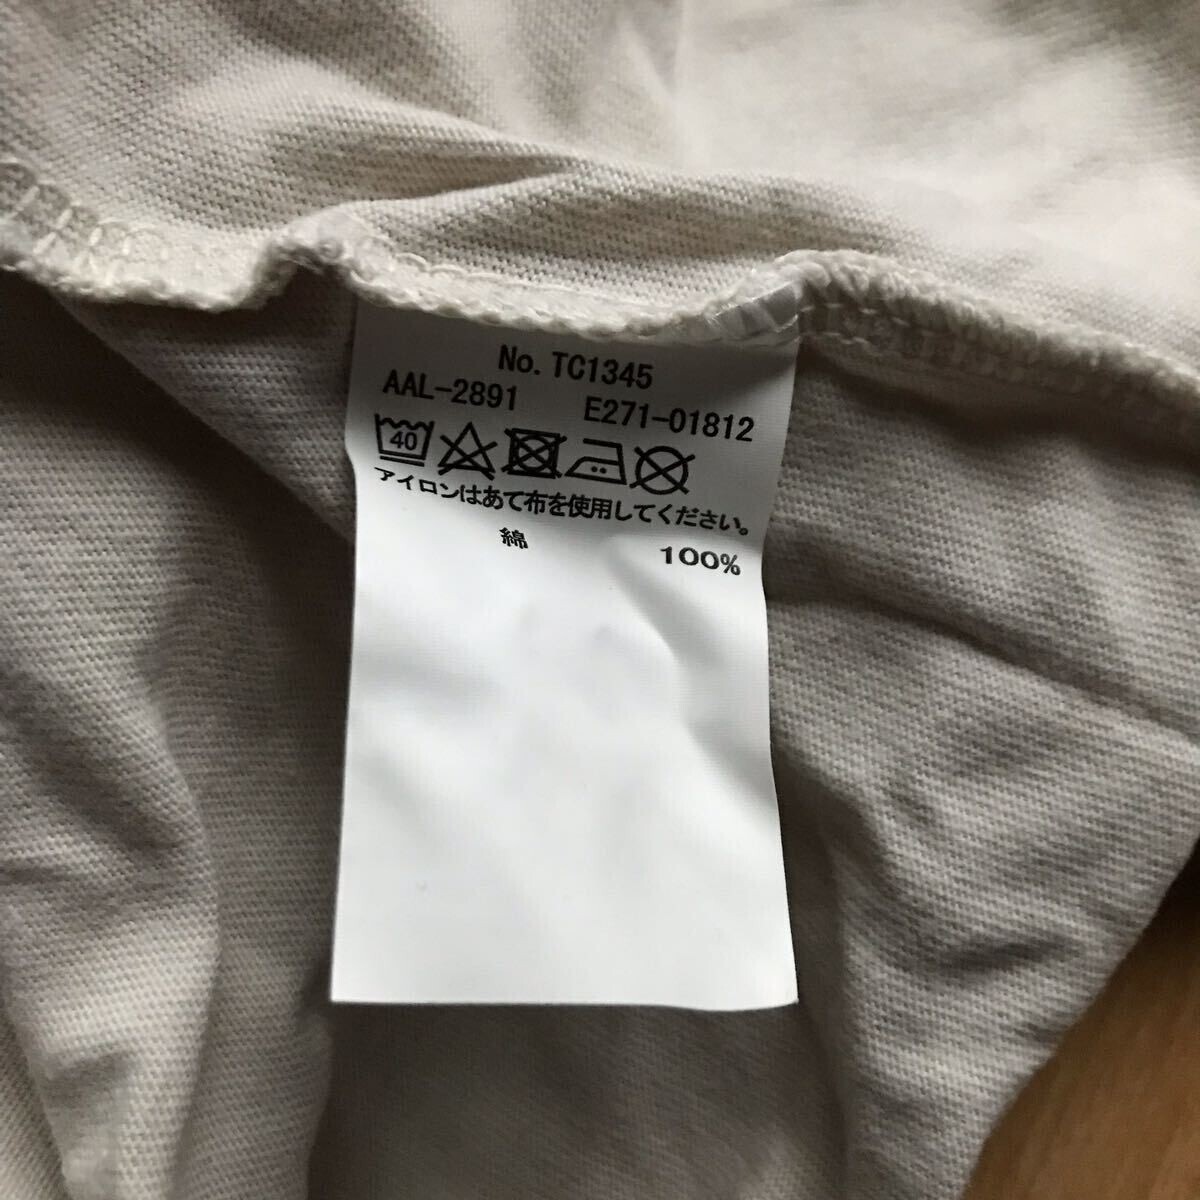 No. TC1345
AAL-2891 E271-01812
40
アイロンはあて布を使用してください。
綿 100%